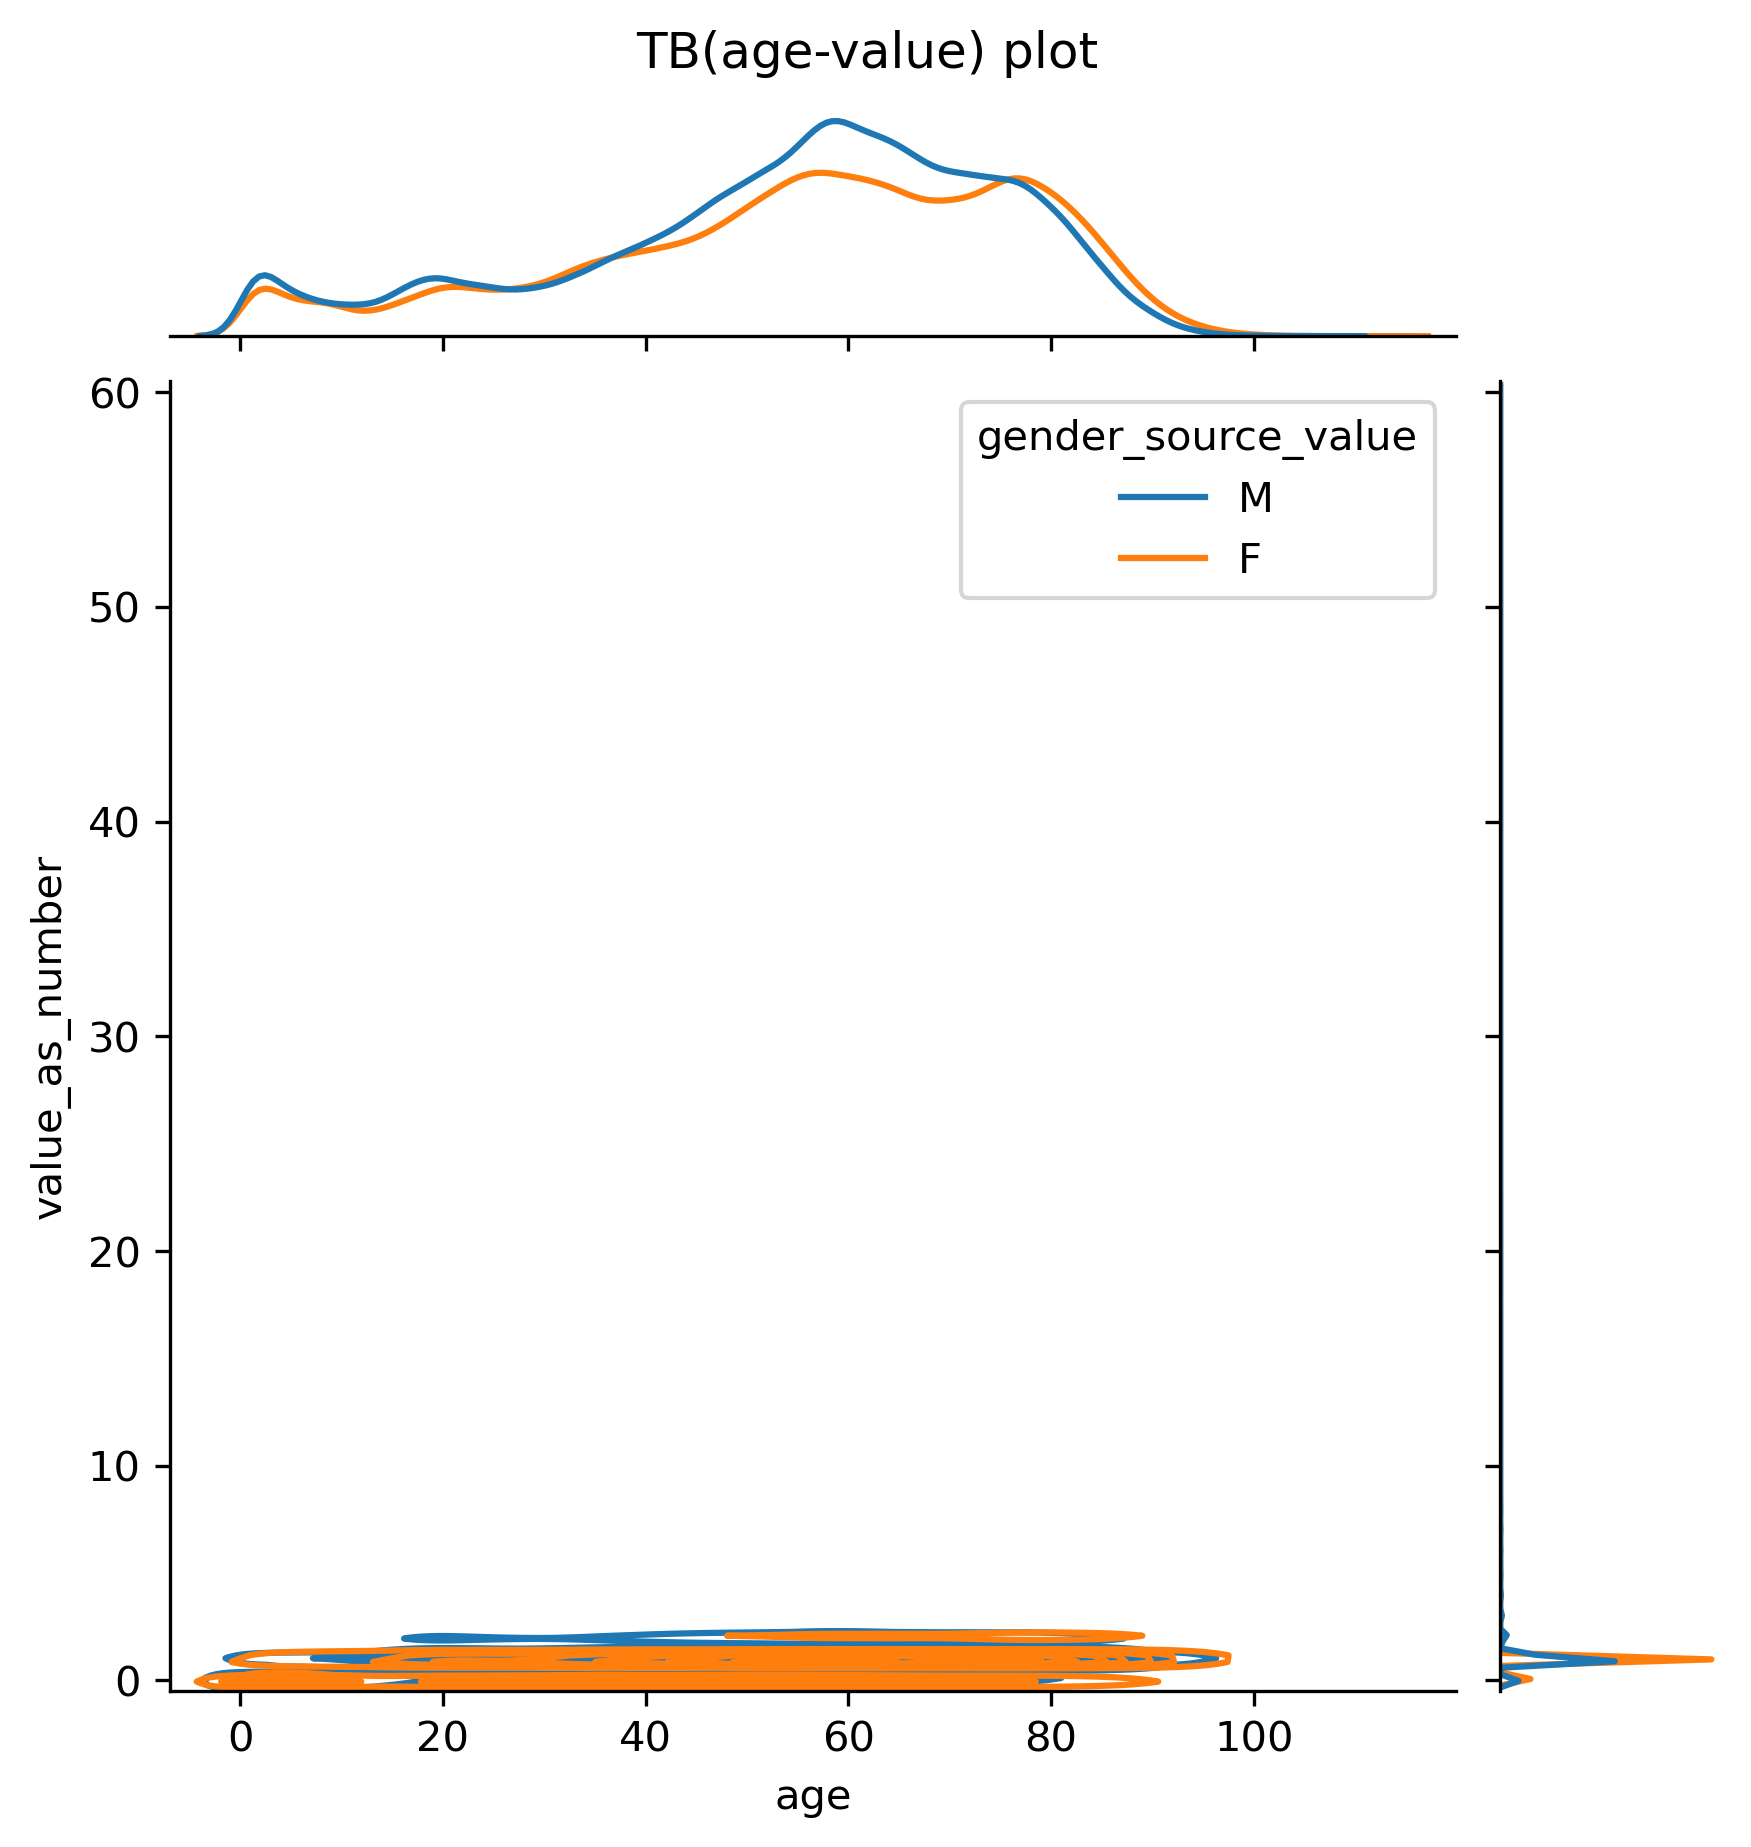 TB(age-value) plot
60
gender_source_value
M
F
50
40
value_as_number
30
20
10
0
0 20 40 60 80 100
age